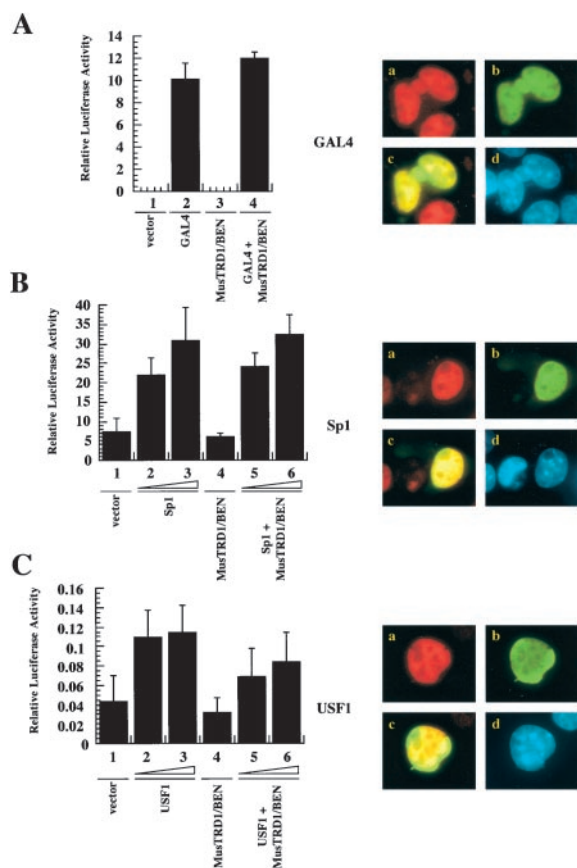 A
Relative Luciferase Activity
14
12
10
8
6
4
2
0
1 2 3 4
vector
GAL4
MusTRD1/BEN
GAL4 +
MusTRD1/BEN
GAL4
a b
c d
B
Relative Luciferase Activity
40
35
30
25
20
15
10
5
0
1 2 3 4 5 6
vector
Sp1
MusTRD1/BEN
Sp1 +
MusTRD1/BEN
Sp1
a b
c d
C
Relative Luciferase Activity
0.16
0.14
0.12
0.1
0.08
0.06
0.04
0.02
0
1 2 3 4 5 6
vector
USF1
MusTRD1/BEN
USF1 +
MusTRD1/BEN
USF1
a b
c d